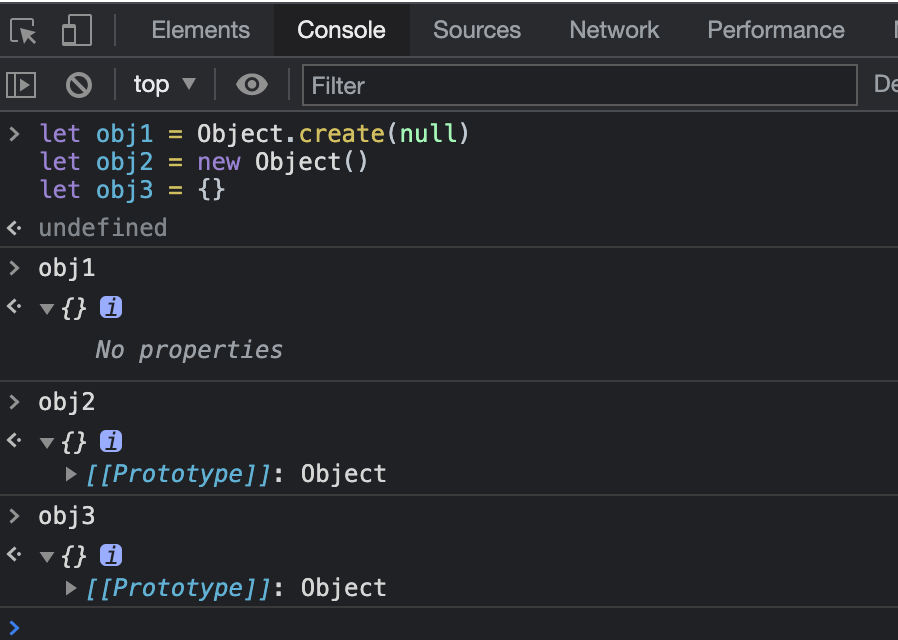 Elements Console Sources Network Performance
top ▼ Filter De
> let obj1 = Object.create(null)
let obj2 = new Object()
let obj3 = {}
<· undefined
> obj1
<· ▼{} i
No properties
> obj2
<· ▼{} i
▶[[Prototype]]: Object
> obj3
<· ▼{} i
▶[[Prototype]]: Object
>